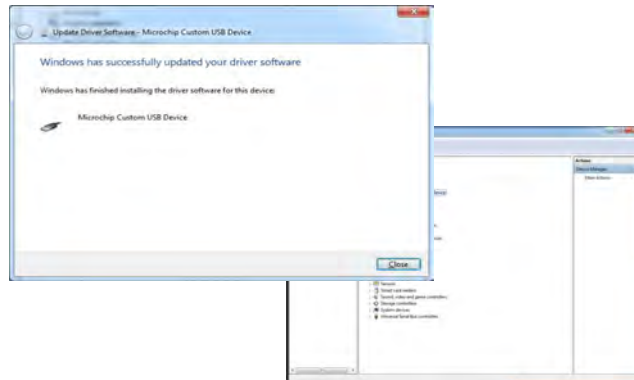 Update Driver Software - Microchip Custom USB Device
Windows has successfully updated your driver software
Windows has finished installing the driver software for this device:
Microchip Custom USB Device
Close
Actions
Device Manager
More Actions
Sensors
Smart card readers
Sound, video and game controllers
Storage controllers
System devices
Universal Serial Bus controllers